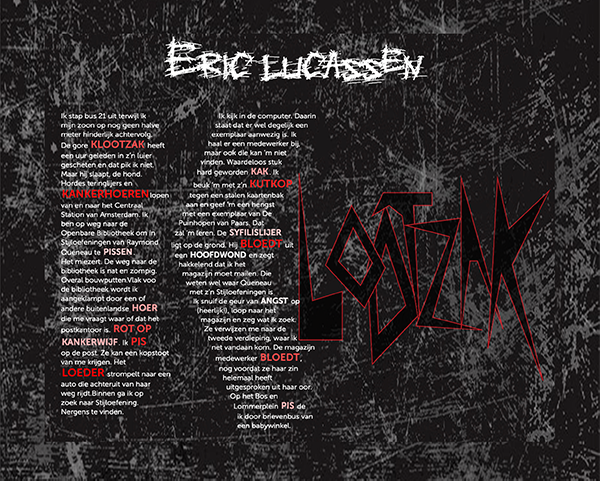 ERIC LUCASSEN
Ik stap bus 21 uit terwijl ik
mijn zoon op nog geen halve
meter hinderlijk achtervolg.
De gore KLOOTZAK heeft
een uur geleden in z'n luier
gescheten en dat pik ik niet.
Maar hij slaapt, de hond.
Hordes teringlijers en
KANKERHOEREN lopen
van en naar het Centraal
Station van Amsterdam. Ik
ben op weg naar de
Openbare Bibliotheek om in
Stijloefeningen van Raymond
Queneau te PISSEN.
Het miezert. De weg naar de
bibliotheek is nat en zompig.
Overal bouwputten.Vlak voo
de bibliotheek wordt ik
aangeklampt door een of
andere buitenlandse HOER
die me vraagt waar of dat het
postkantoor is. ROT OP
KANKERWIJF. Ik PIS
op de post. Ze kan een kopstoot
van me krijgen. Het
LOEDER strompelt naar een
auto die achteruit van haar
weg rijdt.Binnen ga ik op
zoek naar Stijloefening.
Nergens te vinden.
Ik kijk in de computer. Daarin
staat dat er wel degelijk een
exemplaar aanwezig is. Ik
haal er een medewerker bij,
maar ook die kan 'm niet
vinden. Waardeloos stuk
hard geworden KAK. Ik
beuk 'm met z'n KUTKOP
tegen een stalen kaartenbak
aan en geef 'm een hengst
met een exemplaar van De
Puinhopen van Paars. Dat
zal 'm leren. De SYFILISLIJER
ligt op de grond. Hij BLOEDT uit
een HOOFDWOND en zegt
hakkelend dat ik het
magazijn moet mailen. Die
weten wel waar Queneau
met z'n Stijloefeningen is
Ik snuif de geur van ANGST op
(heerlijk!), loop naar het
magazijn en zeg wat ik zoek.
Ze verwijzen me naar de
tweede verdieping, waar ik
net vandaan kom. De magazijn
medewerker BLOEDT,
nog voordat ze haar zin
helemaal heeft
uitgesproken uit haar oor.
Op het Bos en
Lommerplein PIS de
ik door brievenbus van
een babywinkel.